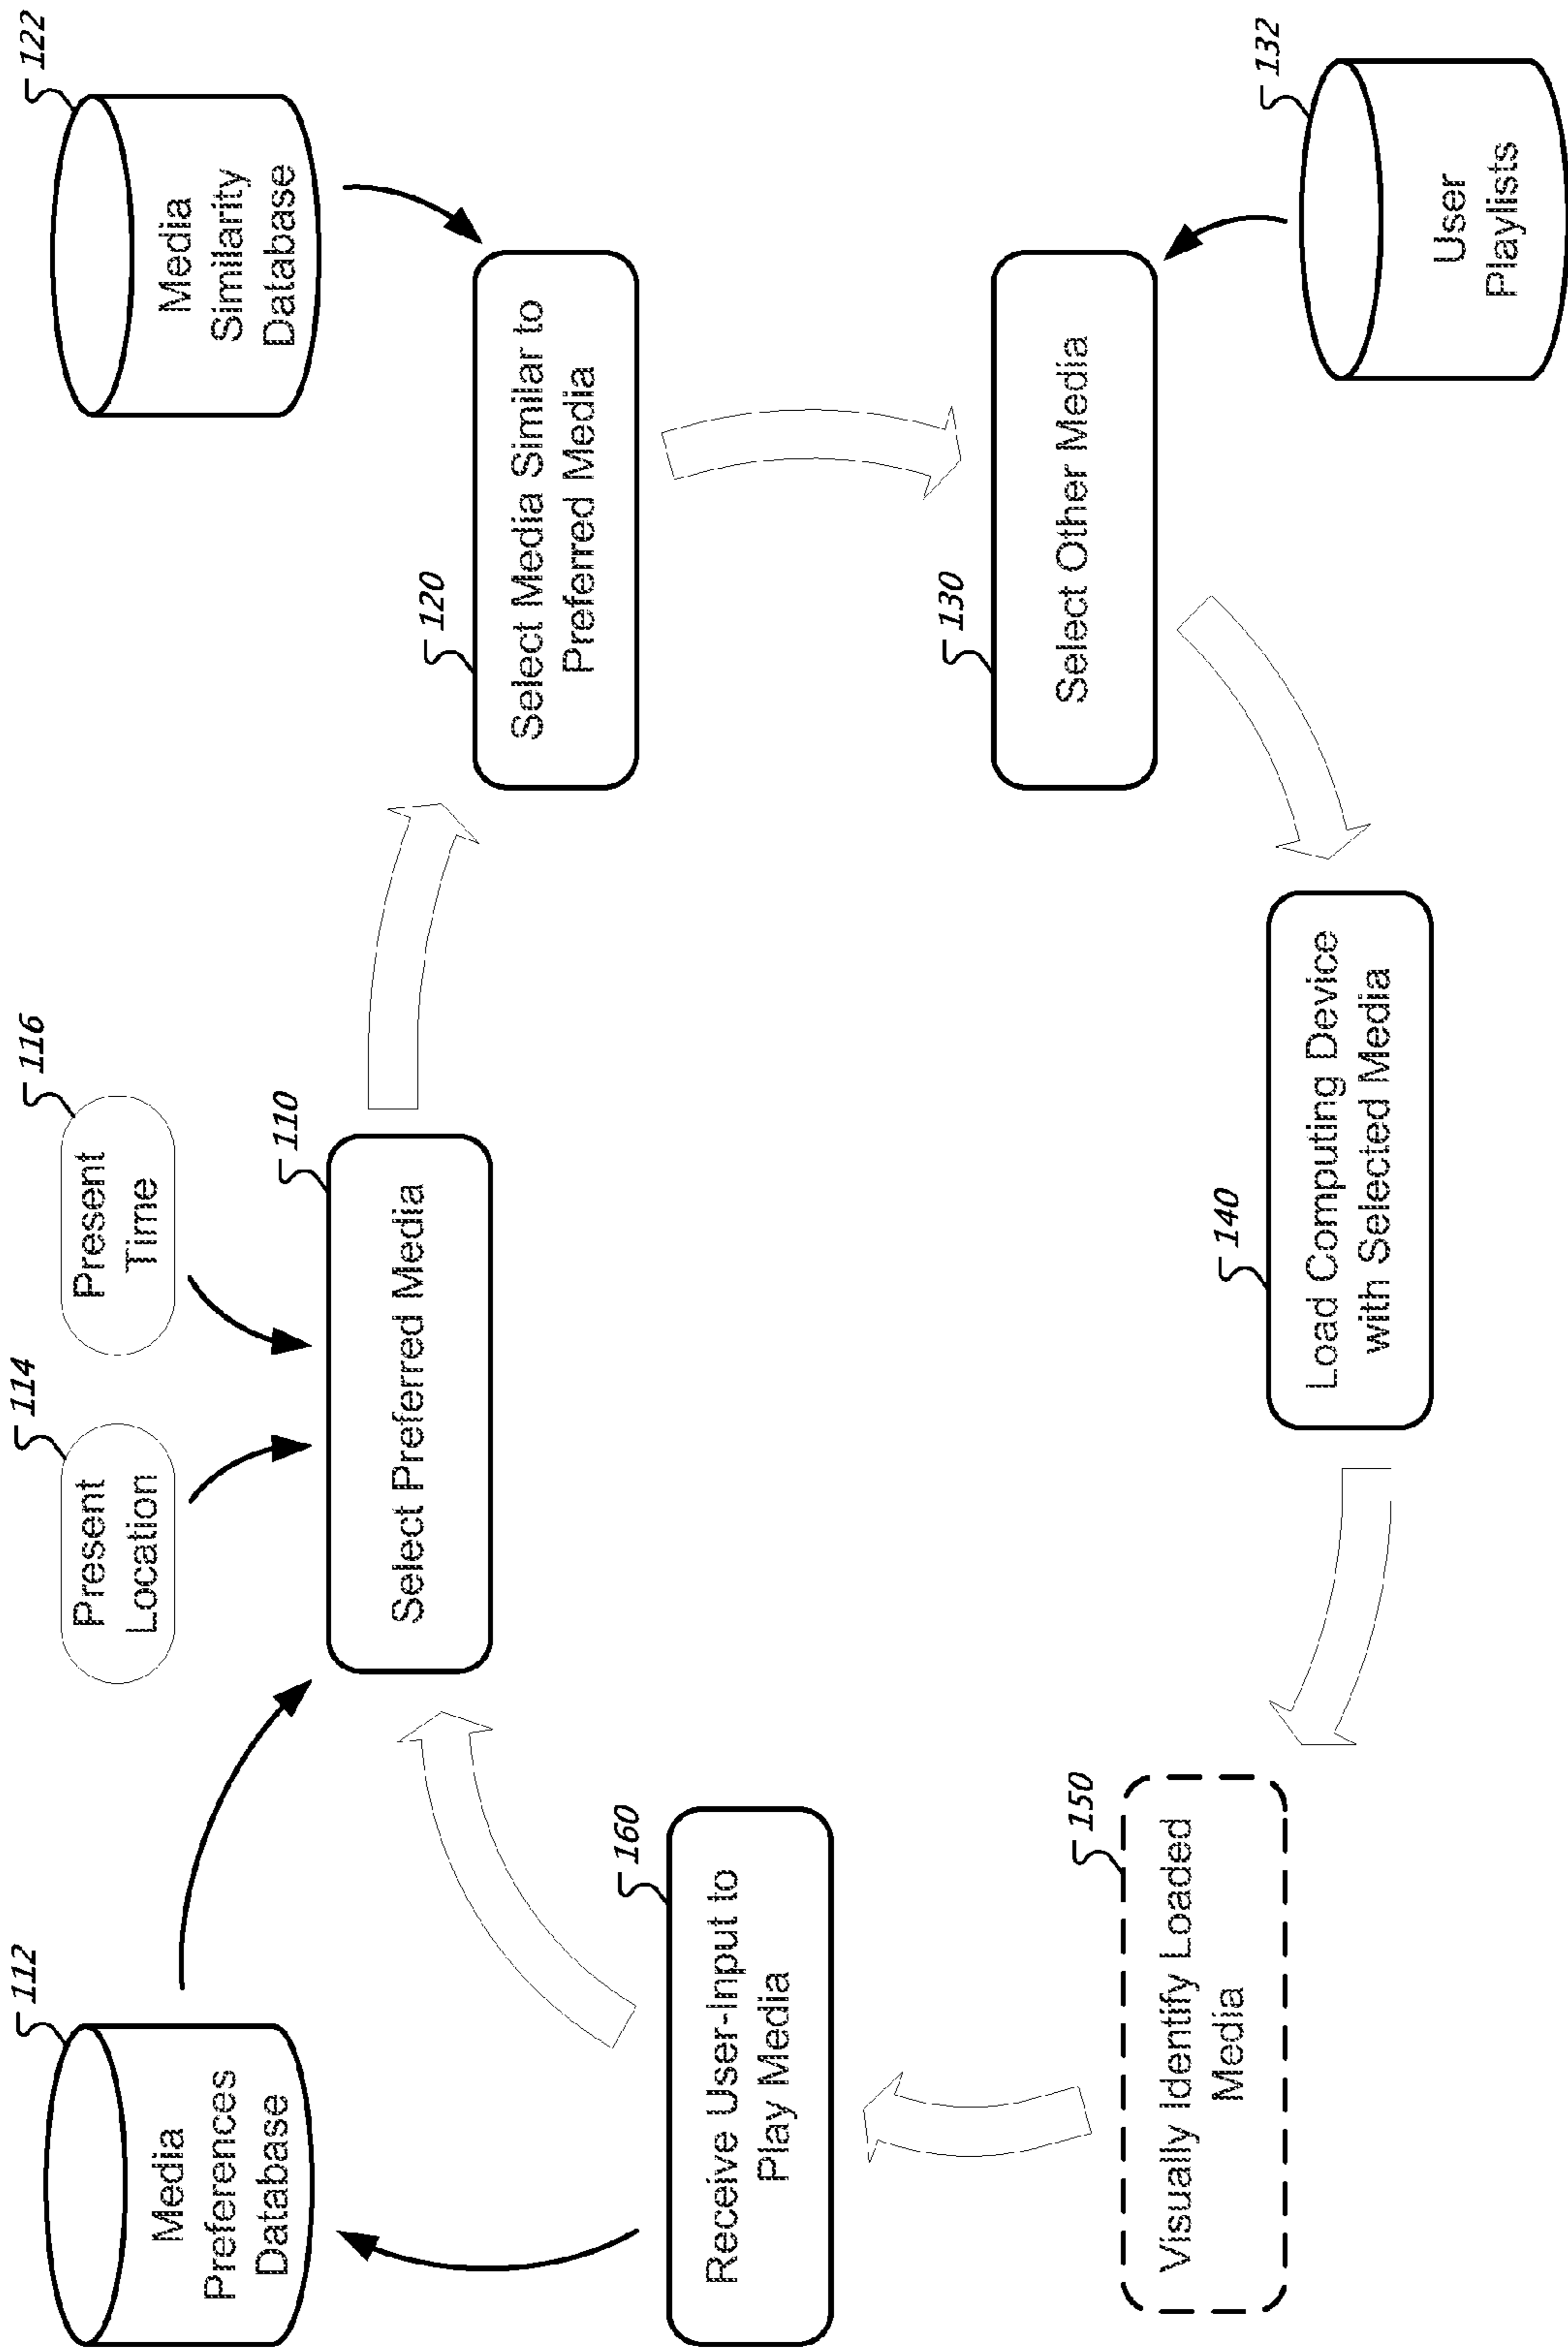 112
Media
Preferences
Database
114
Present
Location
116
Present
Time
122
Media
Similarity
Database
110
Select Preferred Media
120
Select Media Similar to
Preferred Media
160
Receive User-Input to
Play Media
130
Select Other Media
150
Visually Identify Loaded
Media
140
Load Computing Device
with Selected Media
132
User
Playlists